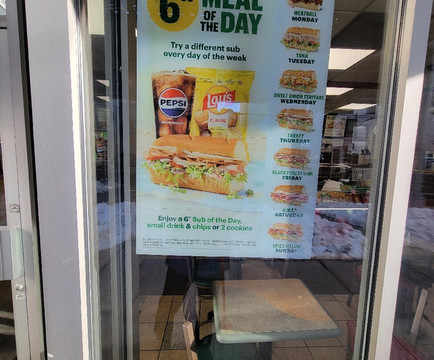 6"
MEAL
OF
THE DAY
Try a different sub
every day of the week
PEPSI
Lay's
CLASSIC
Enjoy a 6" Sub of the Day,
small drink & chips or 2 cookies
MEATBALL
MONDAY
TUNA
TUESDAY
SWEET ONION TERIYAKI
WEDNESDAY
TURKEY
THURSDAY
BLACK FOREST HAM
FRIDAY
B.M.T.
SATURDAY
SUNDAY